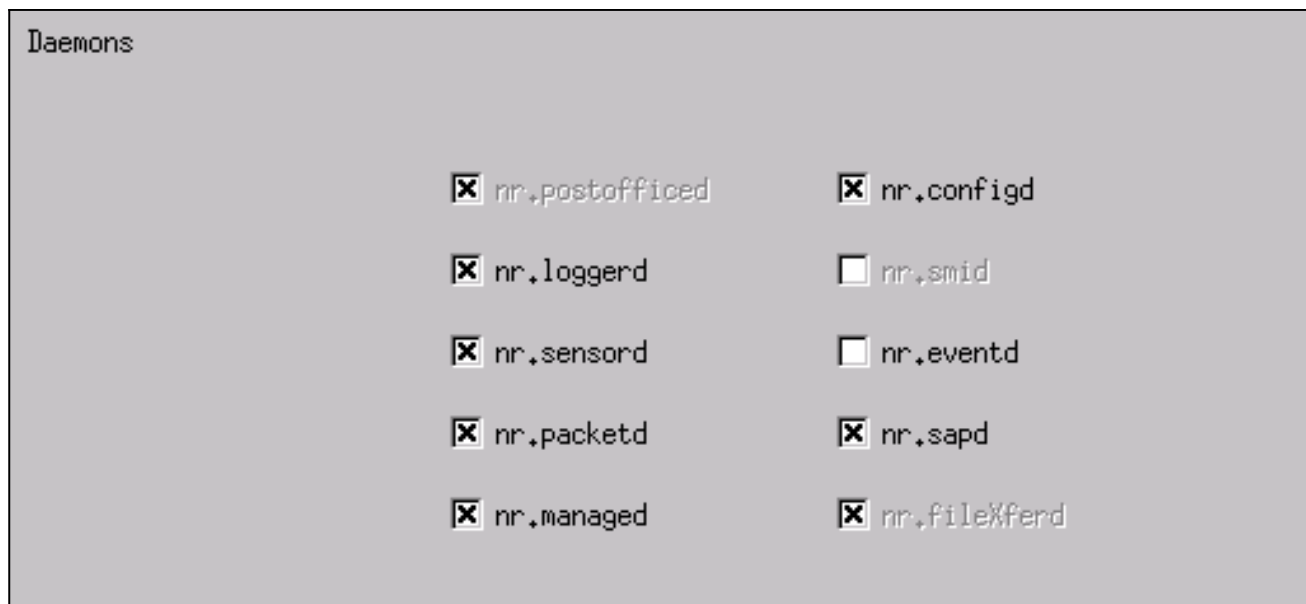 Daemons
nr.postofficed nr.configd
nr.loggerd nr.smid
nr.sensord nr.eventd
nr.packetd nr.sapd
nr.managed nr.fileXferd